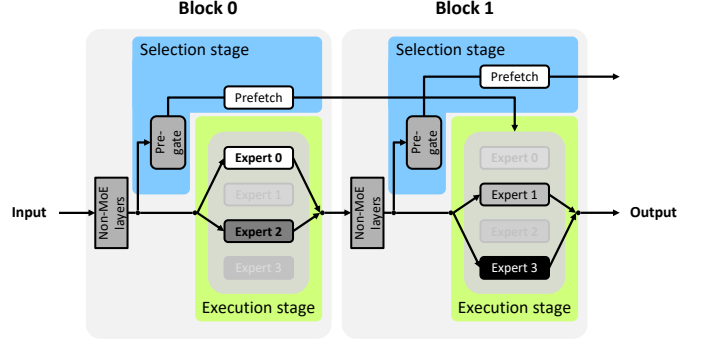 Block 0
Block 1
Selection stage
Selection stage
Prefetch
Prefetch
Pre-
gate
Pre-
gate
Expert 0
Expert 1
Expert 2
Expert 3
Expert 0
Expert 1
Expert 2
Expert 3
Input
Non-MoE
layers
Non-MoE
layers
Output
Execution stage
Execution stage